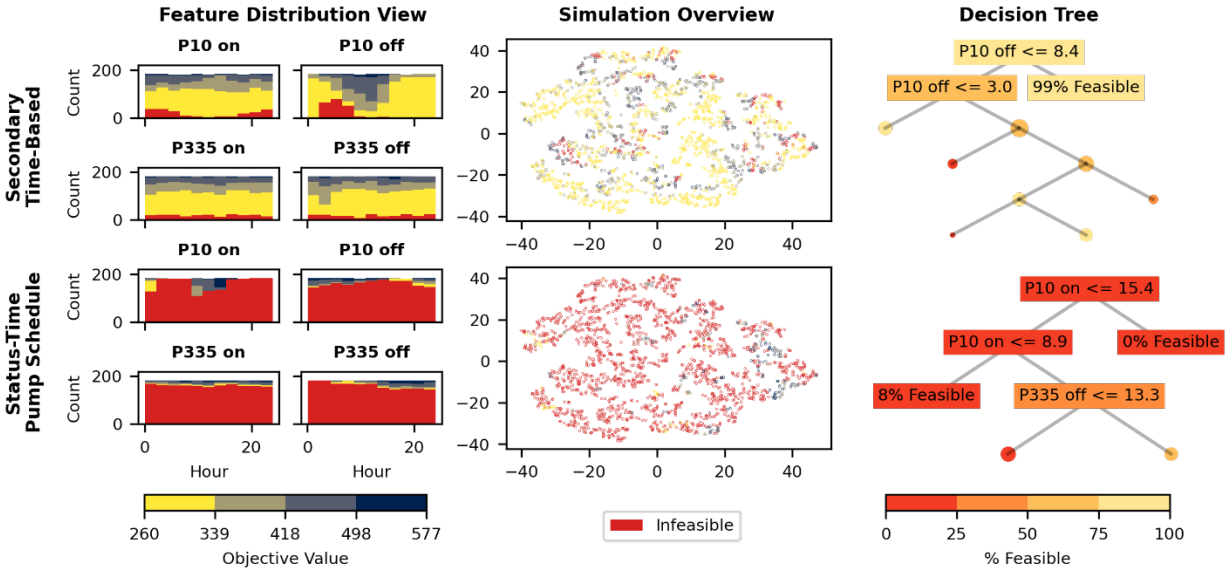 Feature Distribution View
Simulation Overview
Decision Tree
Secondary
Time-Based
P10 on
P10 off
200
Count
0
P335 on
P335 off
200
Count
0
0
20
0
20
40
20
0
−20
−40
−40
−20
0
20
40
P10 off <= 8.4
P10 off <= 3.0
99% Feasible
Status-Time
Pump Schedule
P10 on
P10 off
200
Count
0
P335 on
P335 off
200
Count
0
0
20
0
20
Hour
Hour
40
20
0
−20
−40
−40
−20
0
20
40
P10 on <= 15.4
P10 on <= 8.9
0% Feasible
8% Feasible
P335 off <= 13.3
260
339
418
498
577
Objective Value
Infeasible
0
25
50
75
100
% Feasible